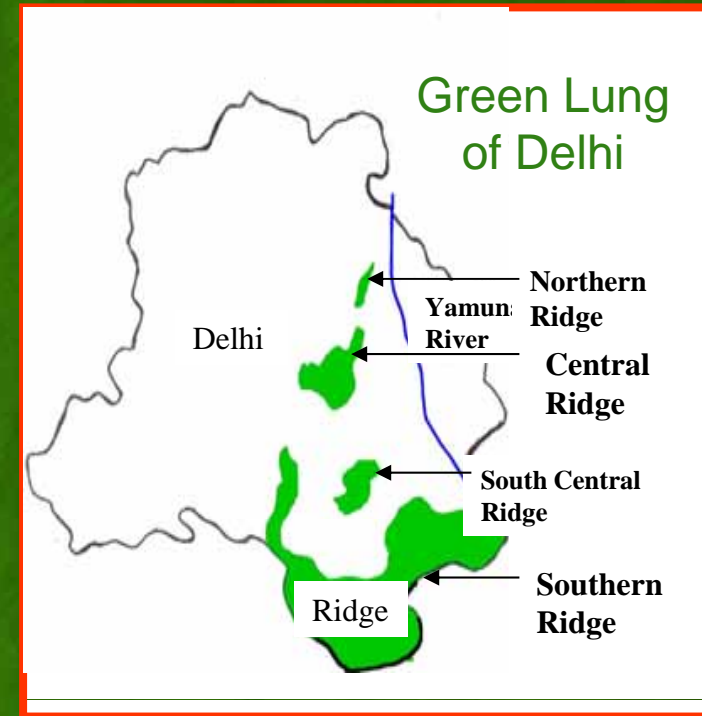 Green Lung
of Delhi
Northern
Ridge
River
Delhi
Central
Ridge
South Central
Ridge
Southern
Ridge
Ridge